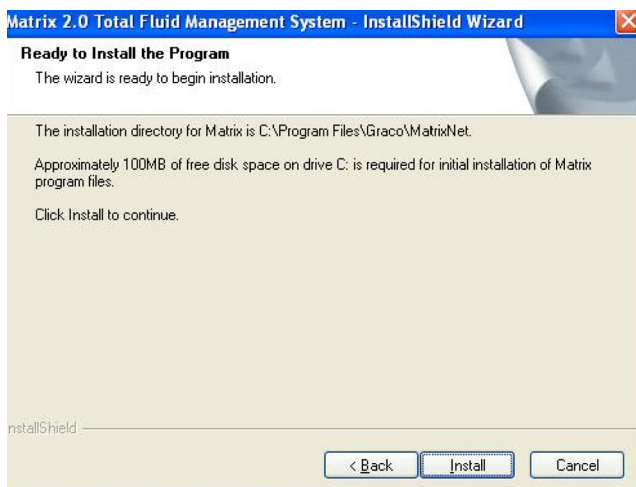 Matrix 2.0 Total Fluid Management System - InstallShield Wizard
Ready to Install the Program
The wizard is ready to begin installation.
The installation directory for Matrix is C:\Program Files\Graco\MatrixNet.
Approximately 100MB of free disk space on drive C: is required for initial installation of Matrix
program files.
Click Install to continue.
nstallShield
< Back Install Cancel